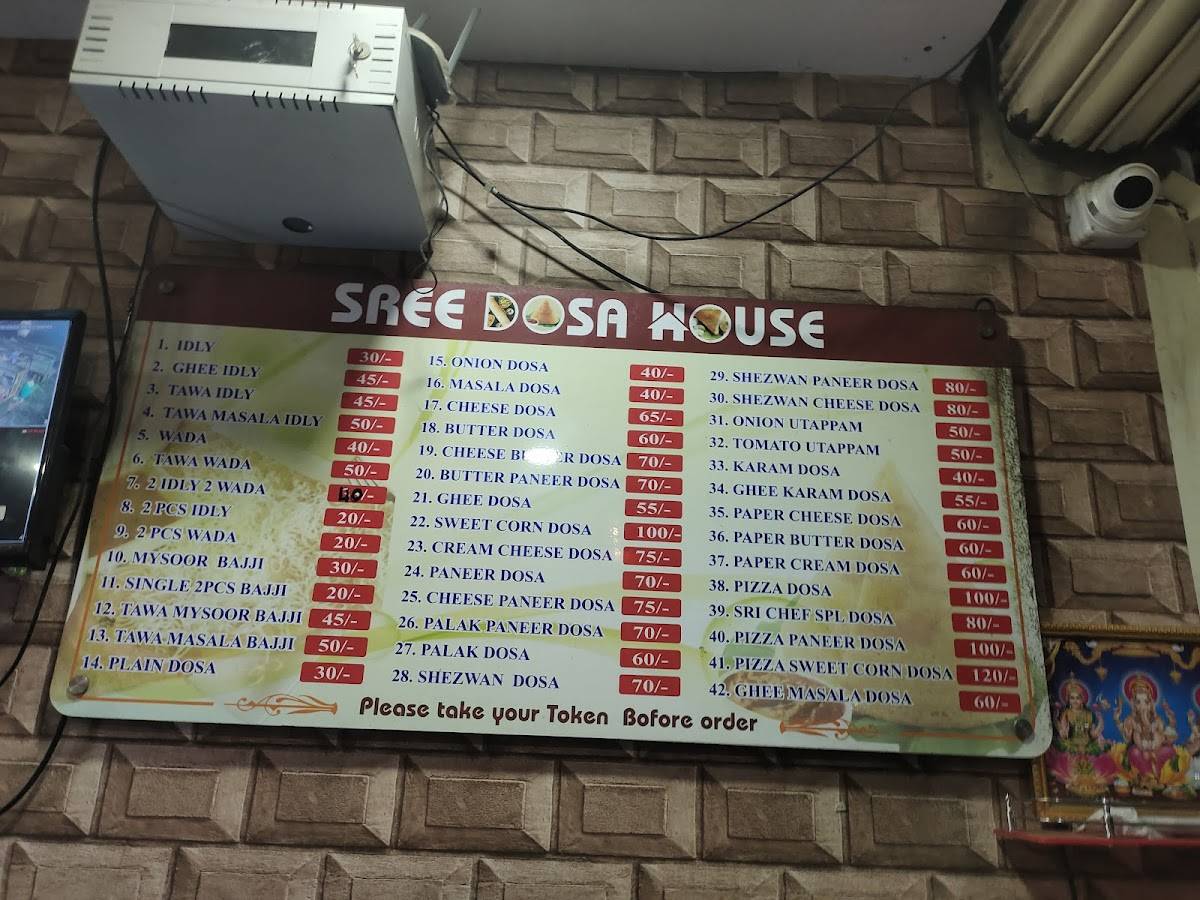 SREE DOSA HOUSE
1. IDLY 30/-
2. GHEE IDLY 45/-
3. TAWA IDLY 45/-
4. TAWA MASALA IDLY 50/-
5. WADA 40/-
6. TAWA WADA 50/-
7. 2 IDLY 2 WADA
8. 2 PCS IDLY 20/-
9. 2 PCS WADA 20/-
10. MYSOOR BAJJI 30/-
11. SINGLE 2PCS BAJJI 20/-
12. TAWA MYSOOR BAJJI 45/-
13. TAWA MASALA BAJJI 50/-
14. PLAIN DOSA 30/-
15. ONION DOSA 40/-
16. MASALA DOSA 40/-
17. CHEESE DOSA 65/-
18. BUTTER DOSA 60/-
19. CHEESE BUTTER DOSA 70/-
20. BUTTER PANEER DOSA 70/-
21. GHEE DOSA 55/-
22. SWEET CORN DOSA 100/-
23. CREAM CHEESE DOSA 75/-
24. PANEER DOSA 70/-
25. CHEESE PANEER DOSA 75/-
26. PALAK PANEER DOSA 70/-
27. PALAK DOSA 60/-
28. SHEZWAN DOSA 70/-
29. SHEZWAN PANEER DOSA 80/-
30. SHEZWAN CHEESE DOSA 80/-
31. ONION UTAPPAM 50/-
32. TOMATO UTAPPAM 50/-
33. KARAM DOSA 40/-
34. GHEE KARAM DOSA 55/-
35. PAPER CHEESE DOSA 60/-
36. PAPER BUTTER DOSA 60/-
37. PAPER CREAM DOSA 60/-
38. PIZZA DOSA 100/-
39. SRI CHEF SPL DOSA 80/-
40. PIZZA PANEER DOSA 100/-
41. PIZZA SWEET CORN DOSA 120/-
42. GHEE MASALA DOSA 60/-
Please take your Token Bofore order